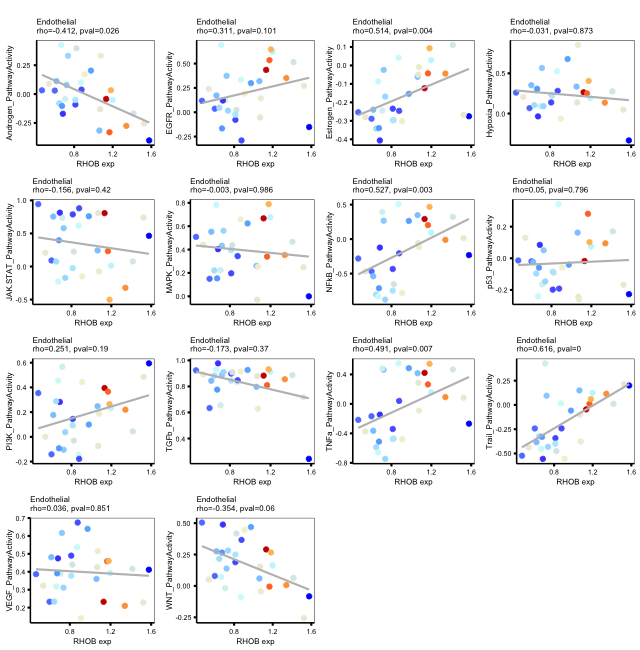 Endothelial
rho=-0.412, pval=0.026
Androgen_PathwayActivity
0.25
0.00
-0.25
0.8
1.2
1.6
RHOB exp
Endothelial
rho=0.311, pval=0.101
EGFR_PathwayActivity
0.75
0.50
0.25
0.00
-0.25
0.8
1.2
1.6
RHOB exp
Endothelial
rho=0.514, pval=0.004
Estrogen_PathwayActivity
0.1
0.0
-0.1
-0.2
-0.3
-0.4
0.8
1.2
1.6
RHOB exp
Endothelial
rho=-0.031, pval=0.873
Hypoxia_PathwayActivity
0.5
0.0
0.8
1.2
1.6
RHOB exp
Endothelial
rho=-0.156, pval=0.42
JAK.STAT_PathwayActivity
1.0
0.5
0.0
-0.5
0.8
1.2
1.6
RHOB exp
Endothelial
rho=-0.003, pval=0.986
MAPK_PathwayActivity
0.8
0.6
0.4
0.2
0.0
0.8
1.2
1.6
RHOB exp
Endothelial
rho=0.527, pval=0.003
NFkB_PathwayActivity
0.5
0.0
-0.5
0.8
1.2
1.6
RHOB exp
Endothelial
rho=0.05, pval=0.796
p53_PathwayActivity
0.2
0.0
-0.2
0.8
1.2
1.6
RHOB exp
Endothelial
rho=0.251, pval=0.19
PI3K_PathwayActivity
0.6
0.4
0.2
0.0
-0.2
0.8
1.2
1.6
RHOB exp
Endothelial
rho=-0.173, pval=0.37
TGFb_PathwayActivity
1.0
0.8
0.6
0.4
0.8
1.2
1.6
RHOB exp
Endothelial
rho=0.491, pval=0.007
TNFa_PathwayActivity
0.4
0.0
-0.4
-0.8
0.8
1.2
1.6
RHOB exp
Endothelial
rho=0.616, pval=0
Trail_PathwayActivity
0.25
0.00
-0.25
-0.50
0.8
1.2
1.6
RHOB exp
Endothelial
rho=0.036, pval=0.851
VEGF_PathwayActivity
0.7
0.6
0.5
0.4
0.3
0.2
0.8
1.2
1.6
RHOB exp
Endothelial
rho=-0.354, pval=0.06
WNT_PathwayActivity
0.50
0.25
0.00
-0.25
0.8
1.2
1.6
RHOB exp